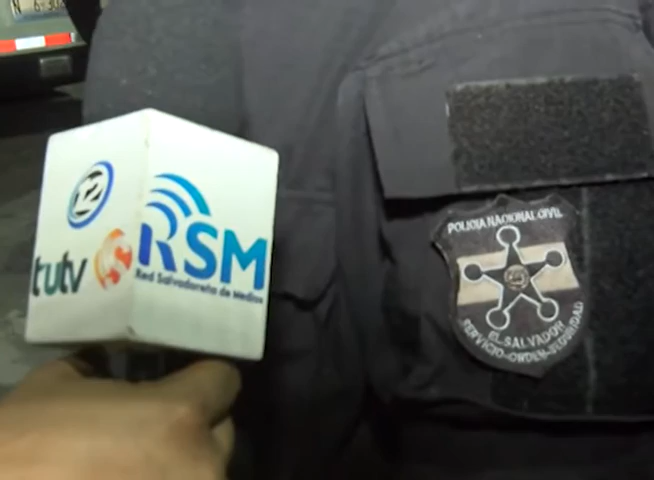 12
tutv
RSM
Red Salvadoreña de Medios
POLICIA NACIONAL CIVIL
EL SALVADOR
SERVICIO-ORDEN-SEGURIDAD